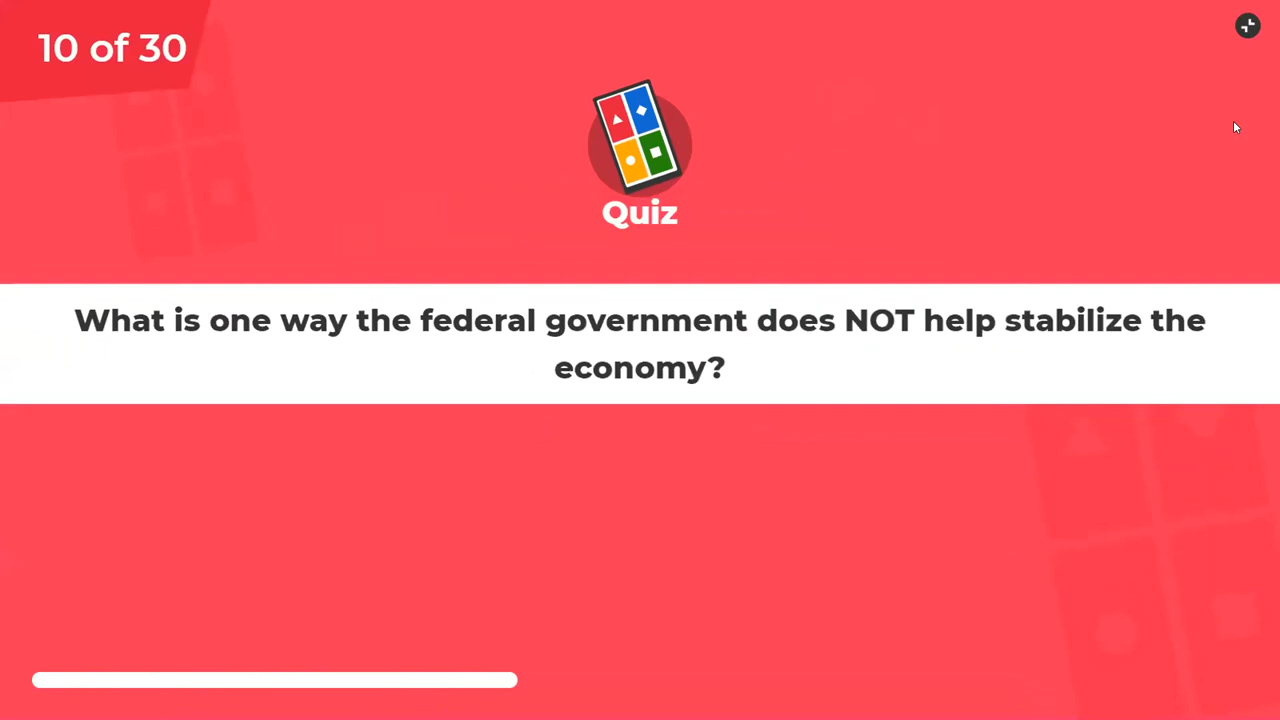 10 of 30
Quiz
What is one way the federal government does NOT help stabilize the
economy?